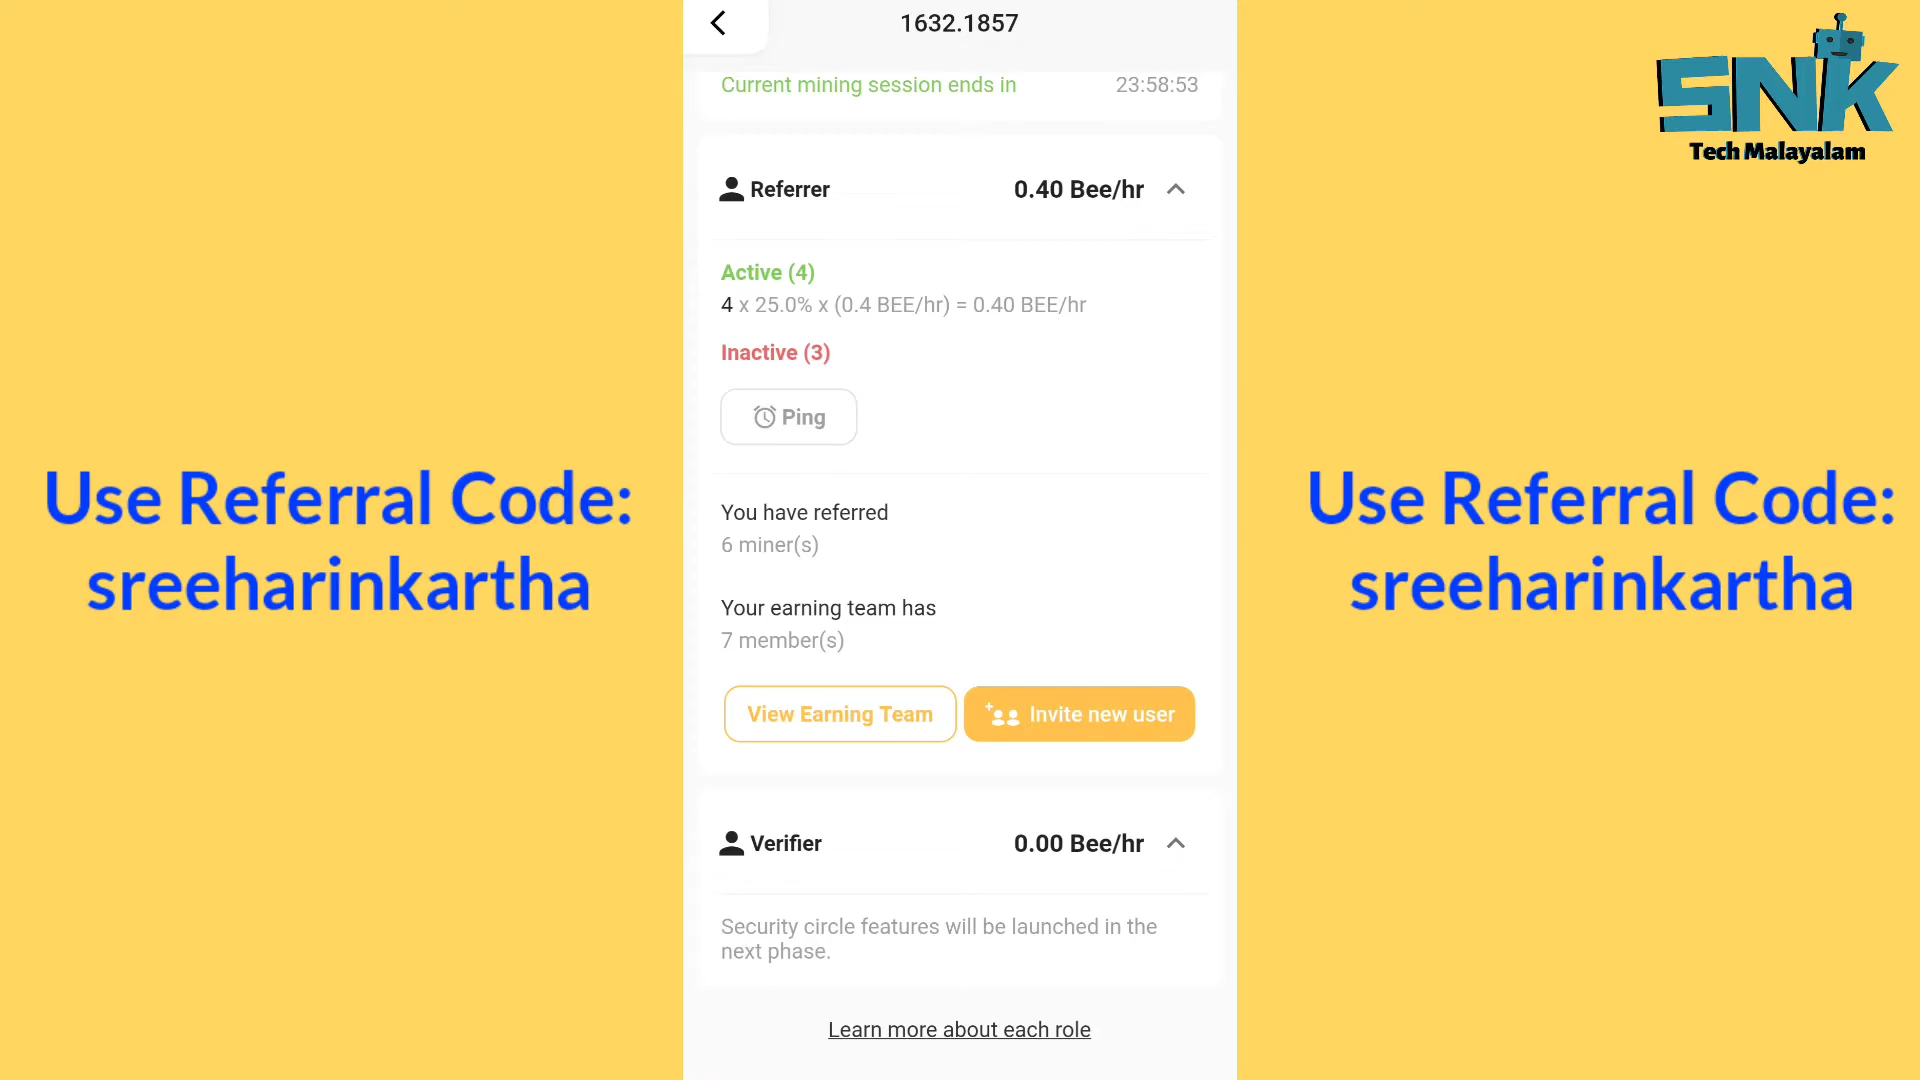 1632.1857
Current mining session ends in 23:58:53
SNK
Tech Malayalam
Referrer 0.40 Bee/hr
Active (4)
4 x 25.0% x (0.4 BEE/hr) = 0.40 BEE/hr
Inactive (3)
Ping
Use Referral Code:
sreeharinkartha
You have referred
6 miner(s)
Your earning team has
7 member(s)
View Earning Team
Invite new user
Use Referral Code:
sreeharinkartha
Verifier 0.00 Bee/hr
Security circle features will be launched in the
next phase.
Learn more about each role